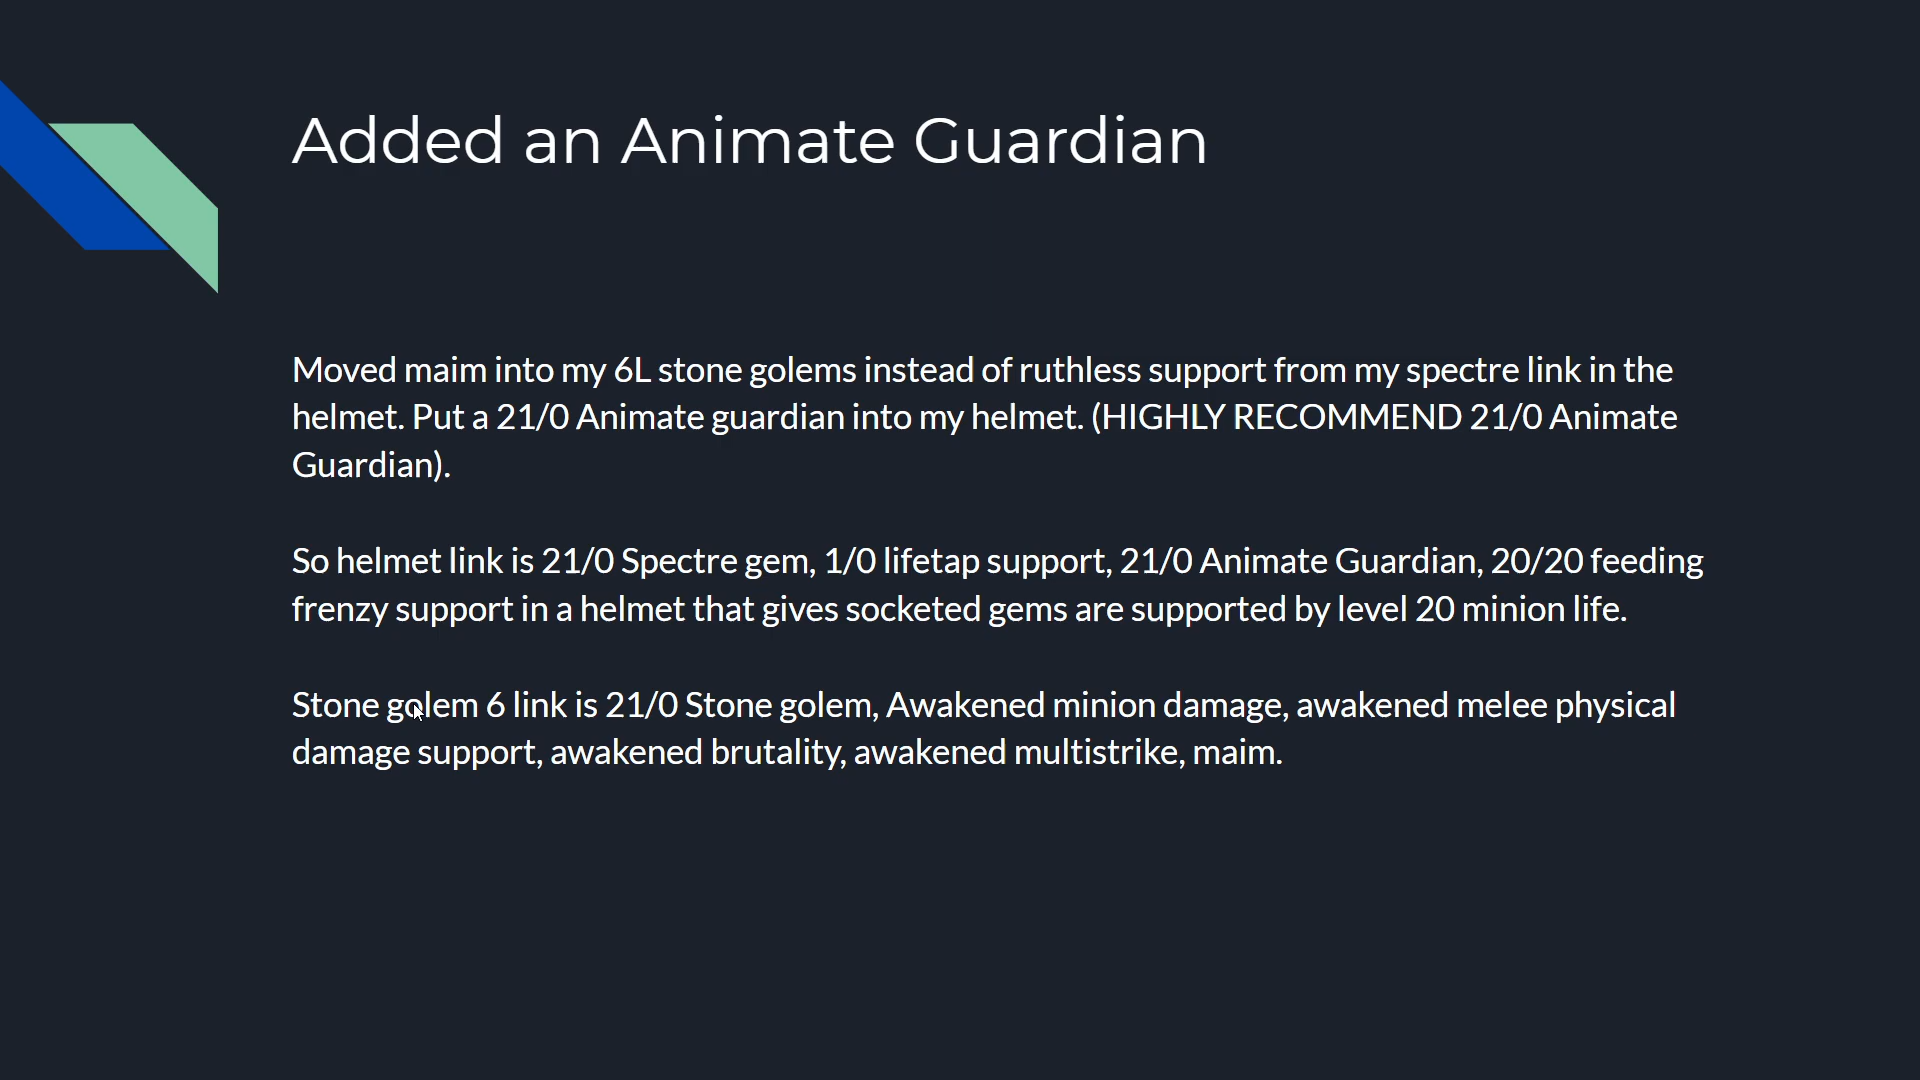 Added an Animate Guardian
Moved maim into my 6L stone golems instead of ruthless support from my spectre link in the
helmet. Put a 21/0 Animate guardian into my helmet. (HIGHLY RECOMMEND 21/0 Animate
Guardian).
So helmet link is 21/0 Spectre gem, 1/0 lifetap support, 21/0 Animate Guardian, 20/20 feeding
frenzy support in a helmet that gives socketed gems are supported by level 20 minion life.
Stone golem 6 link is 21/0 Stone golem, Awakened minion damage, awakened melee physical
damage support, awakened brutality, awakened multistrike, maim.